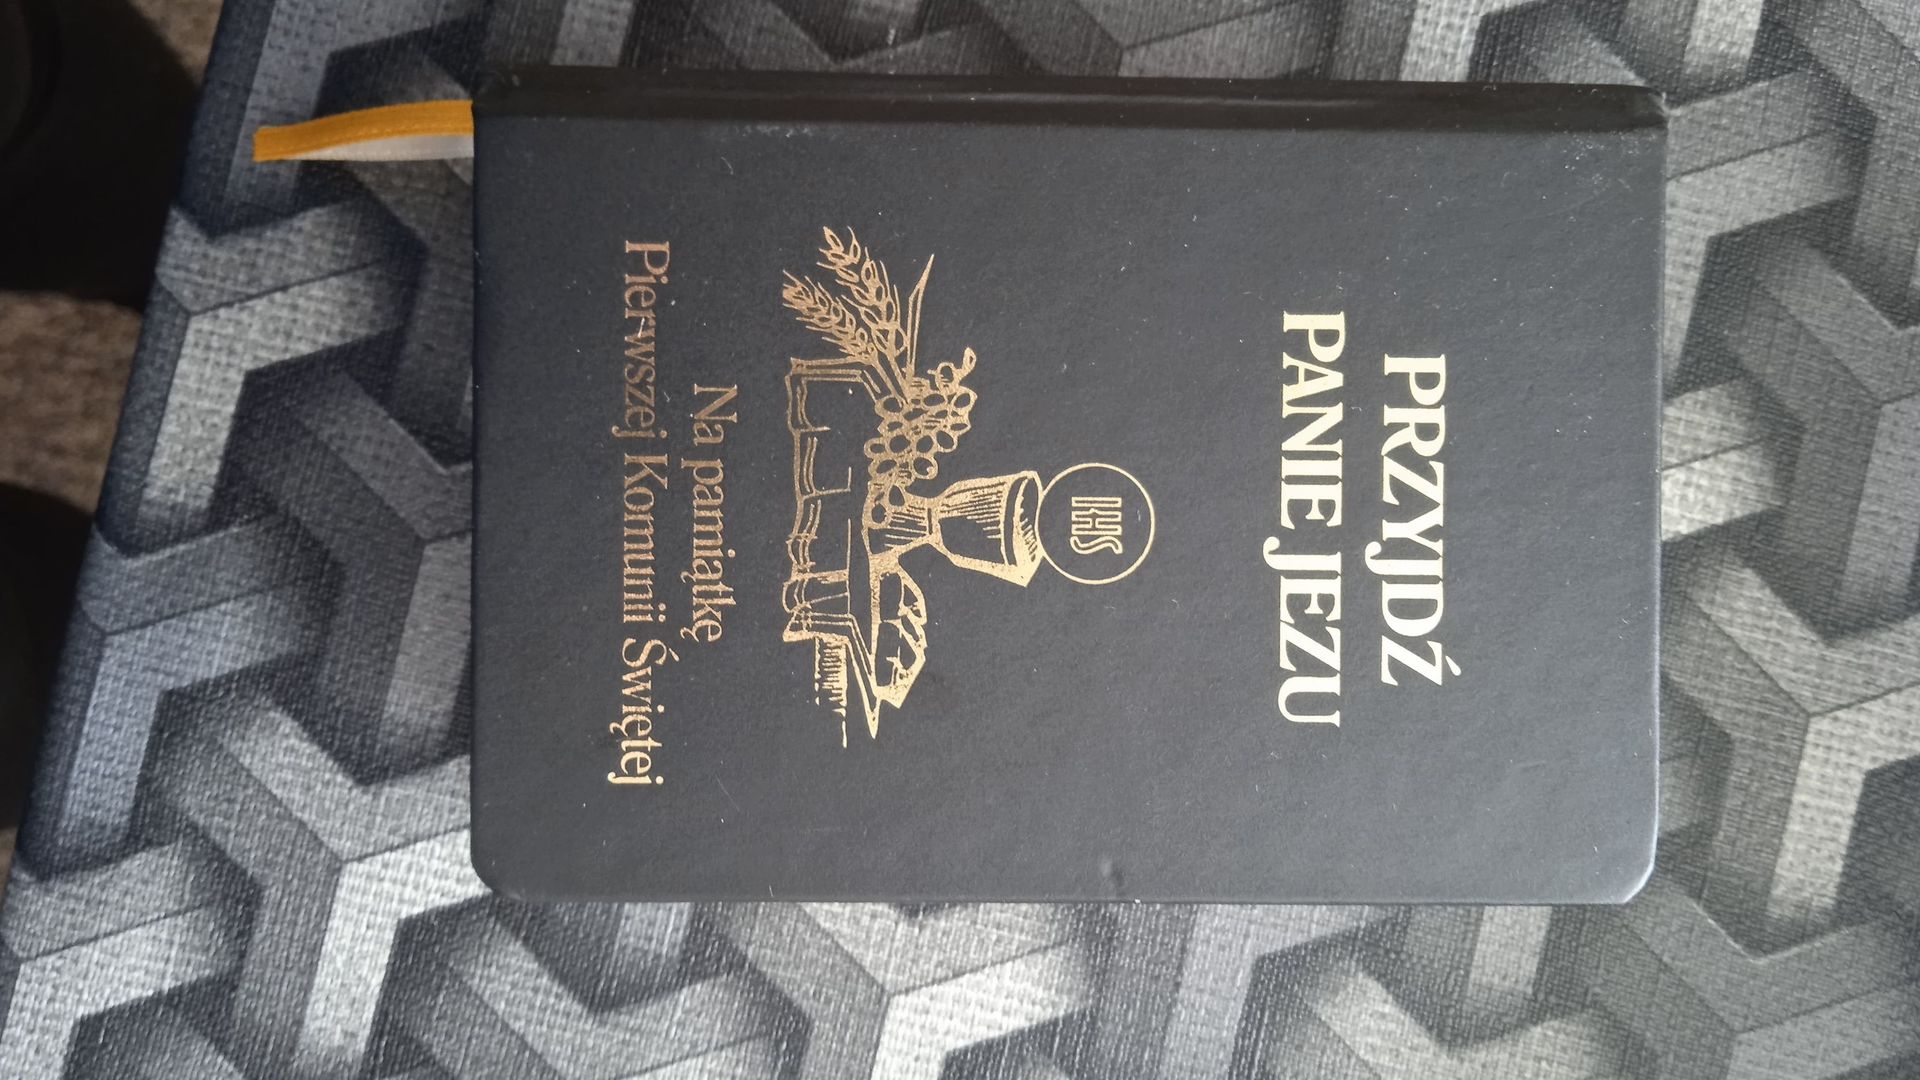 PRZYJDŹ
PANIE JEZU
IHS
Na pamiątkę
Pierwszej Komunii Świętej